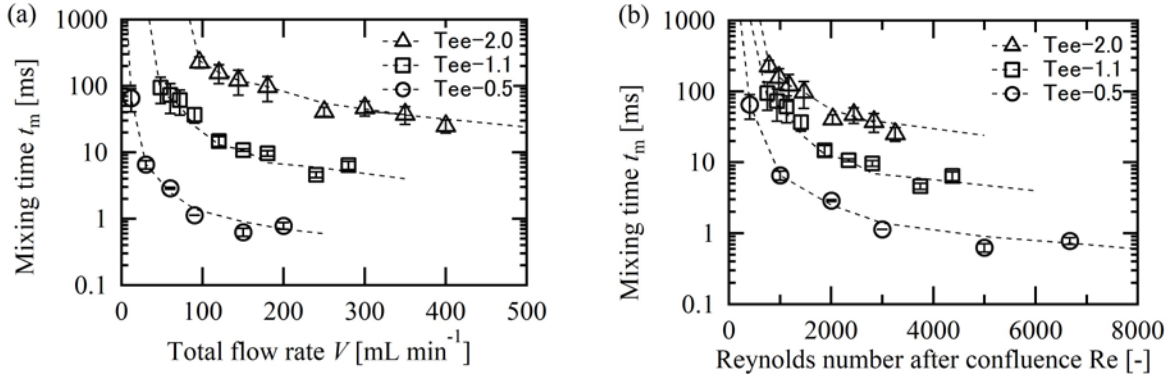 (a)
1000
100
10
1
0.1
Mixing time tm [ms]
Tee-2.0
Tee-1.1
Tee-0.5
0 100 200 300 400 500
Total flow rate V [mL min⁻¹]
(b)
1000
100
10
1
0.1
Mixing time tm [ms]
Tee-2.0
Tee-1.1
Tee-0.5
0 2000 4000 6000 8000
Reynolds number after confluence Re [-]